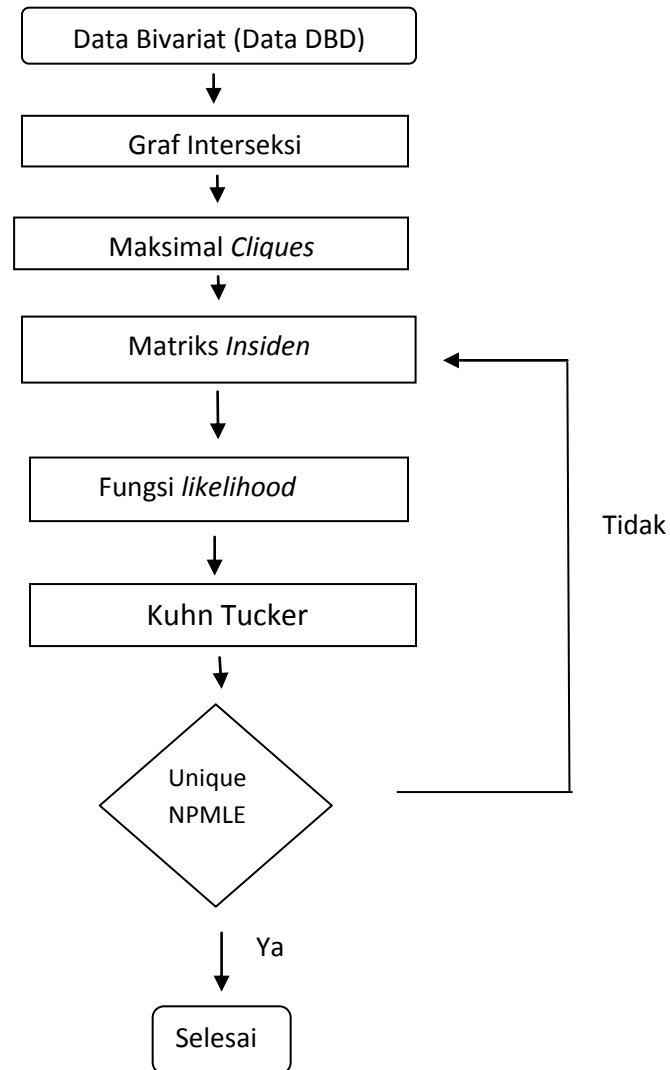 Data Bivariat (Data DBD)
Graf Interseksi
Maksimal Cliques
Matriks Insiden
Fungsi likelihood
Tidak
Kuhn Tucker
Unique
NPMLE
Ya
Selesai